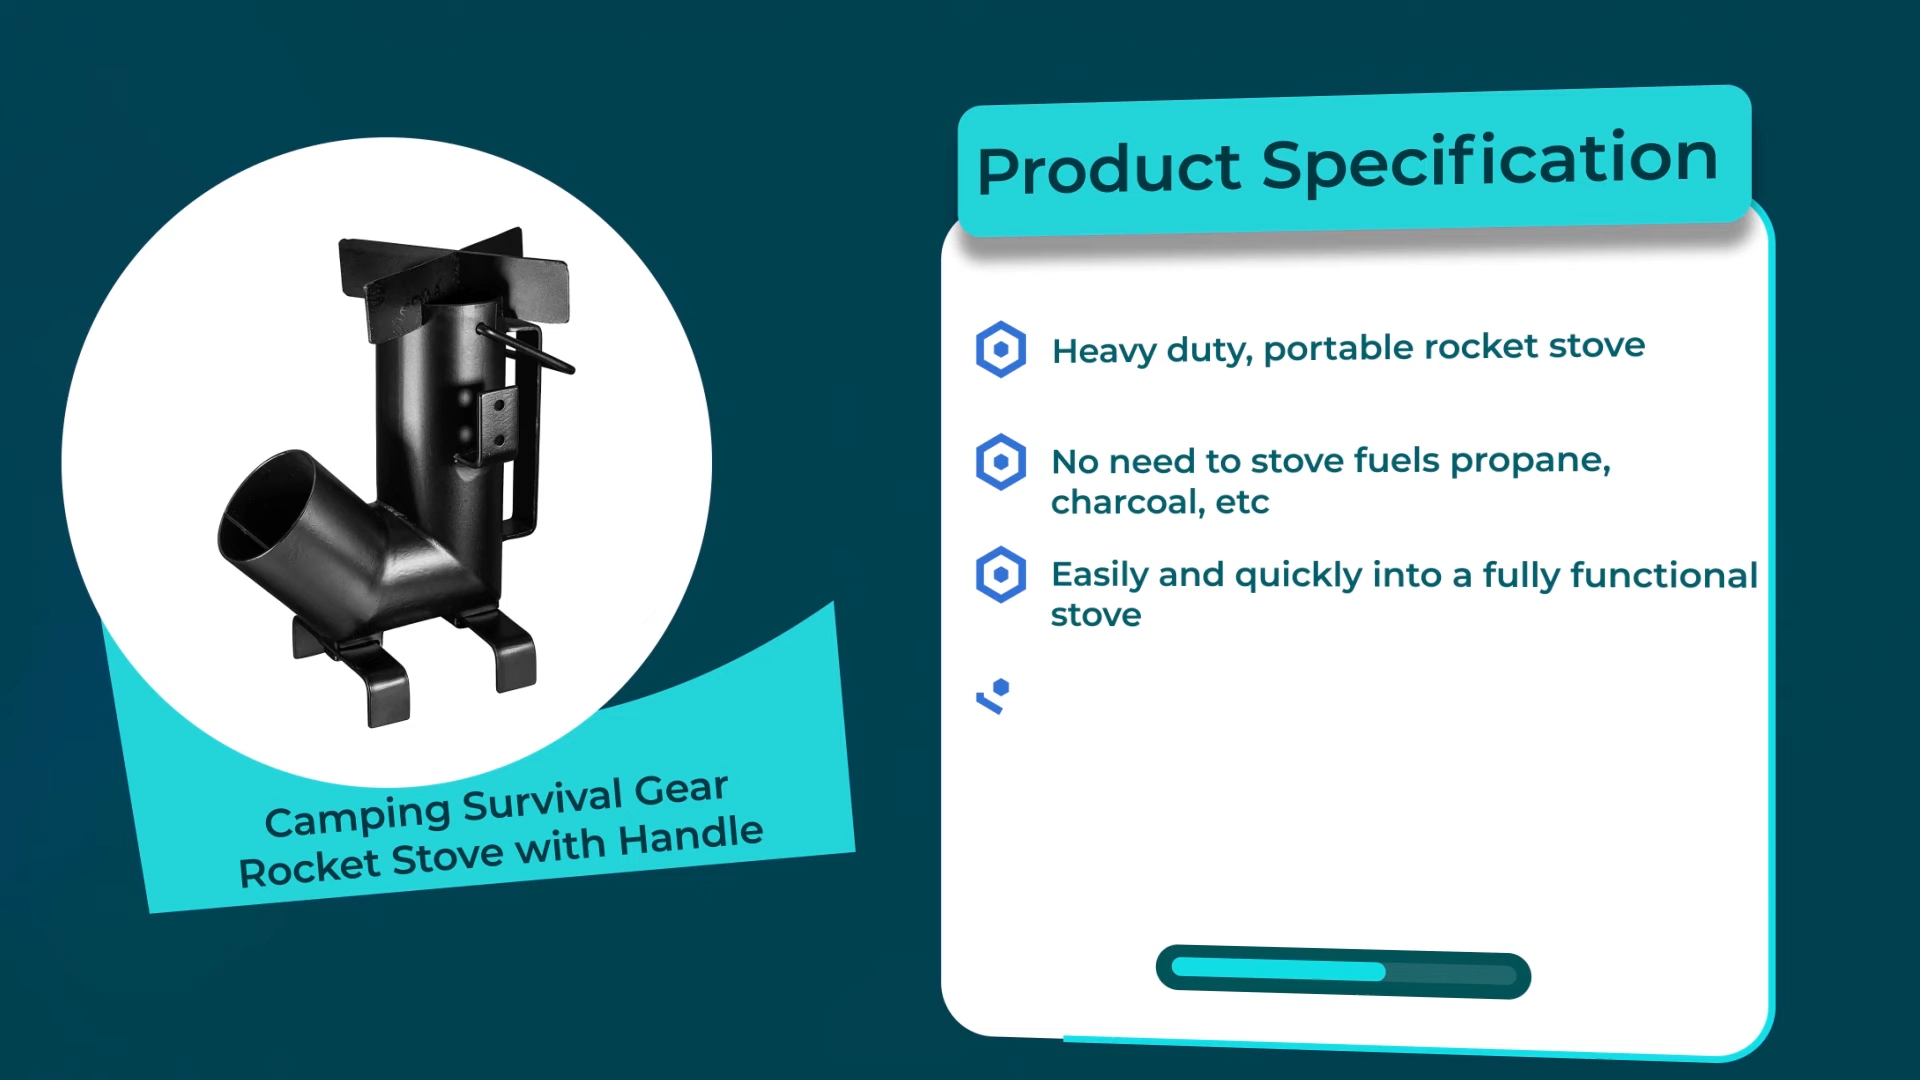 Product Specification
Heavy duty, portable rocket stove
No need to stove fuels propane,
charcoal, etc
Easily and quickly into a fully functional
stove
Camping Survival Gear
Rocket Stove with Handle